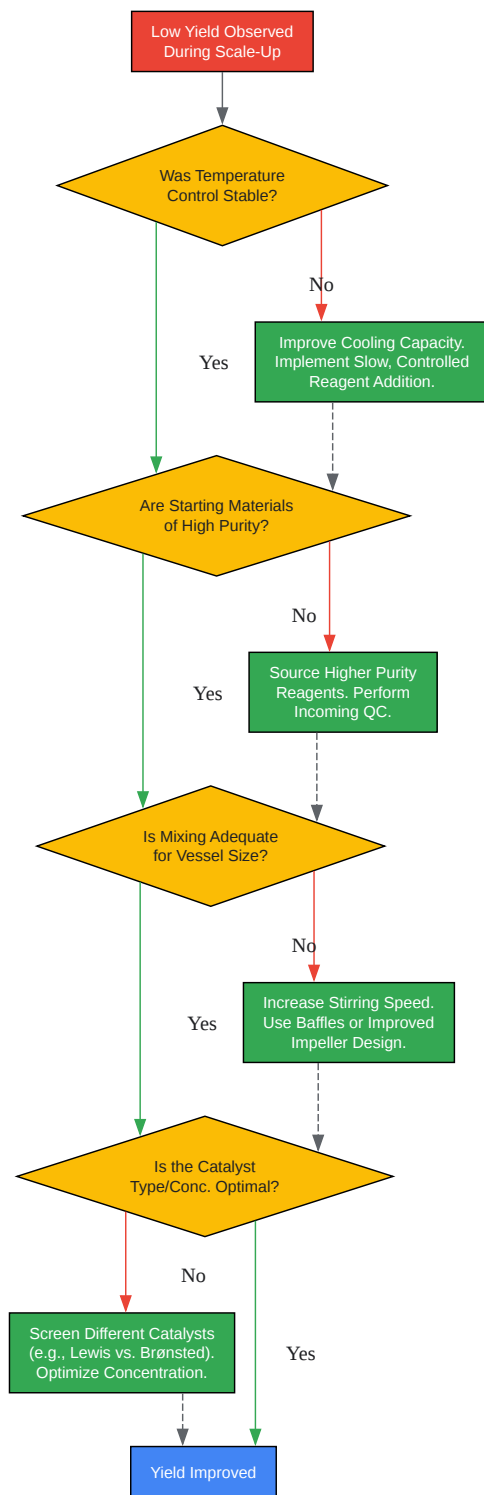 Low Yield Observed
During Scale-Up
Was Temperature
Control Stable?
No
Improve Cooling Capacity.
Implement Slow, Controlled
Reagent Addition.
Yes
Are Starting Materials
of High Purity?
No
Source Higher Purity
Reagents. Perform
Incoming QC.
Yes
Is Mixing Adequate
for Vessel Size?
No
Increase Stirring Speed.
Use Baffles or Improved
Impeller Design.
Yes
Is the Catalyst
Type/Conc. Optimal?
No
Screen Different Catalysts
(e.g., Lewis vs. Brønsted).
Optimize Concentration.
Yes
Yield Improved